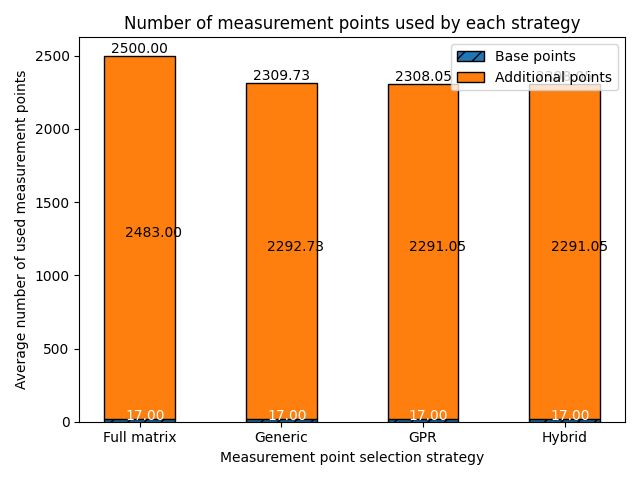 Number of measurement points used by each strategy
Average number of used measurement points
2500
2000
1500
1000
500
0
Base points
Additional points
2500.00
2309.73
2308.05
2483.00
2292.73
2291.05
2291.05
17.00
17.00
17.00
17.00
Full matrix
Generic
GPR
Hybrid
Measurement point selection strategy